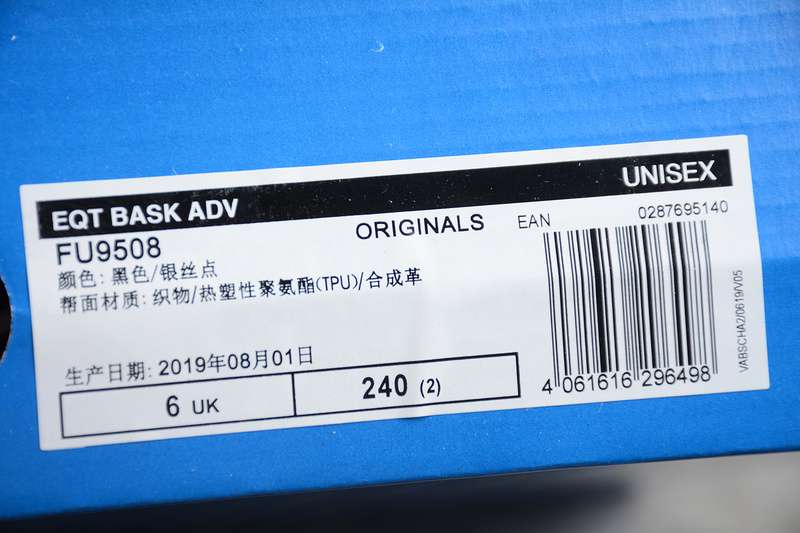 EQT BASK ADV UNISEX
FU9508 ORIGINALS EAN 0287695140
颜色: 黑色/银丝点
帮面材质: 织物/热塑性聚氨酯(TPU)/合成革
生产日期: 2019年08月01日
6 UK 240 (2)
4 061616 296498
VABSCHA2/0619/V05